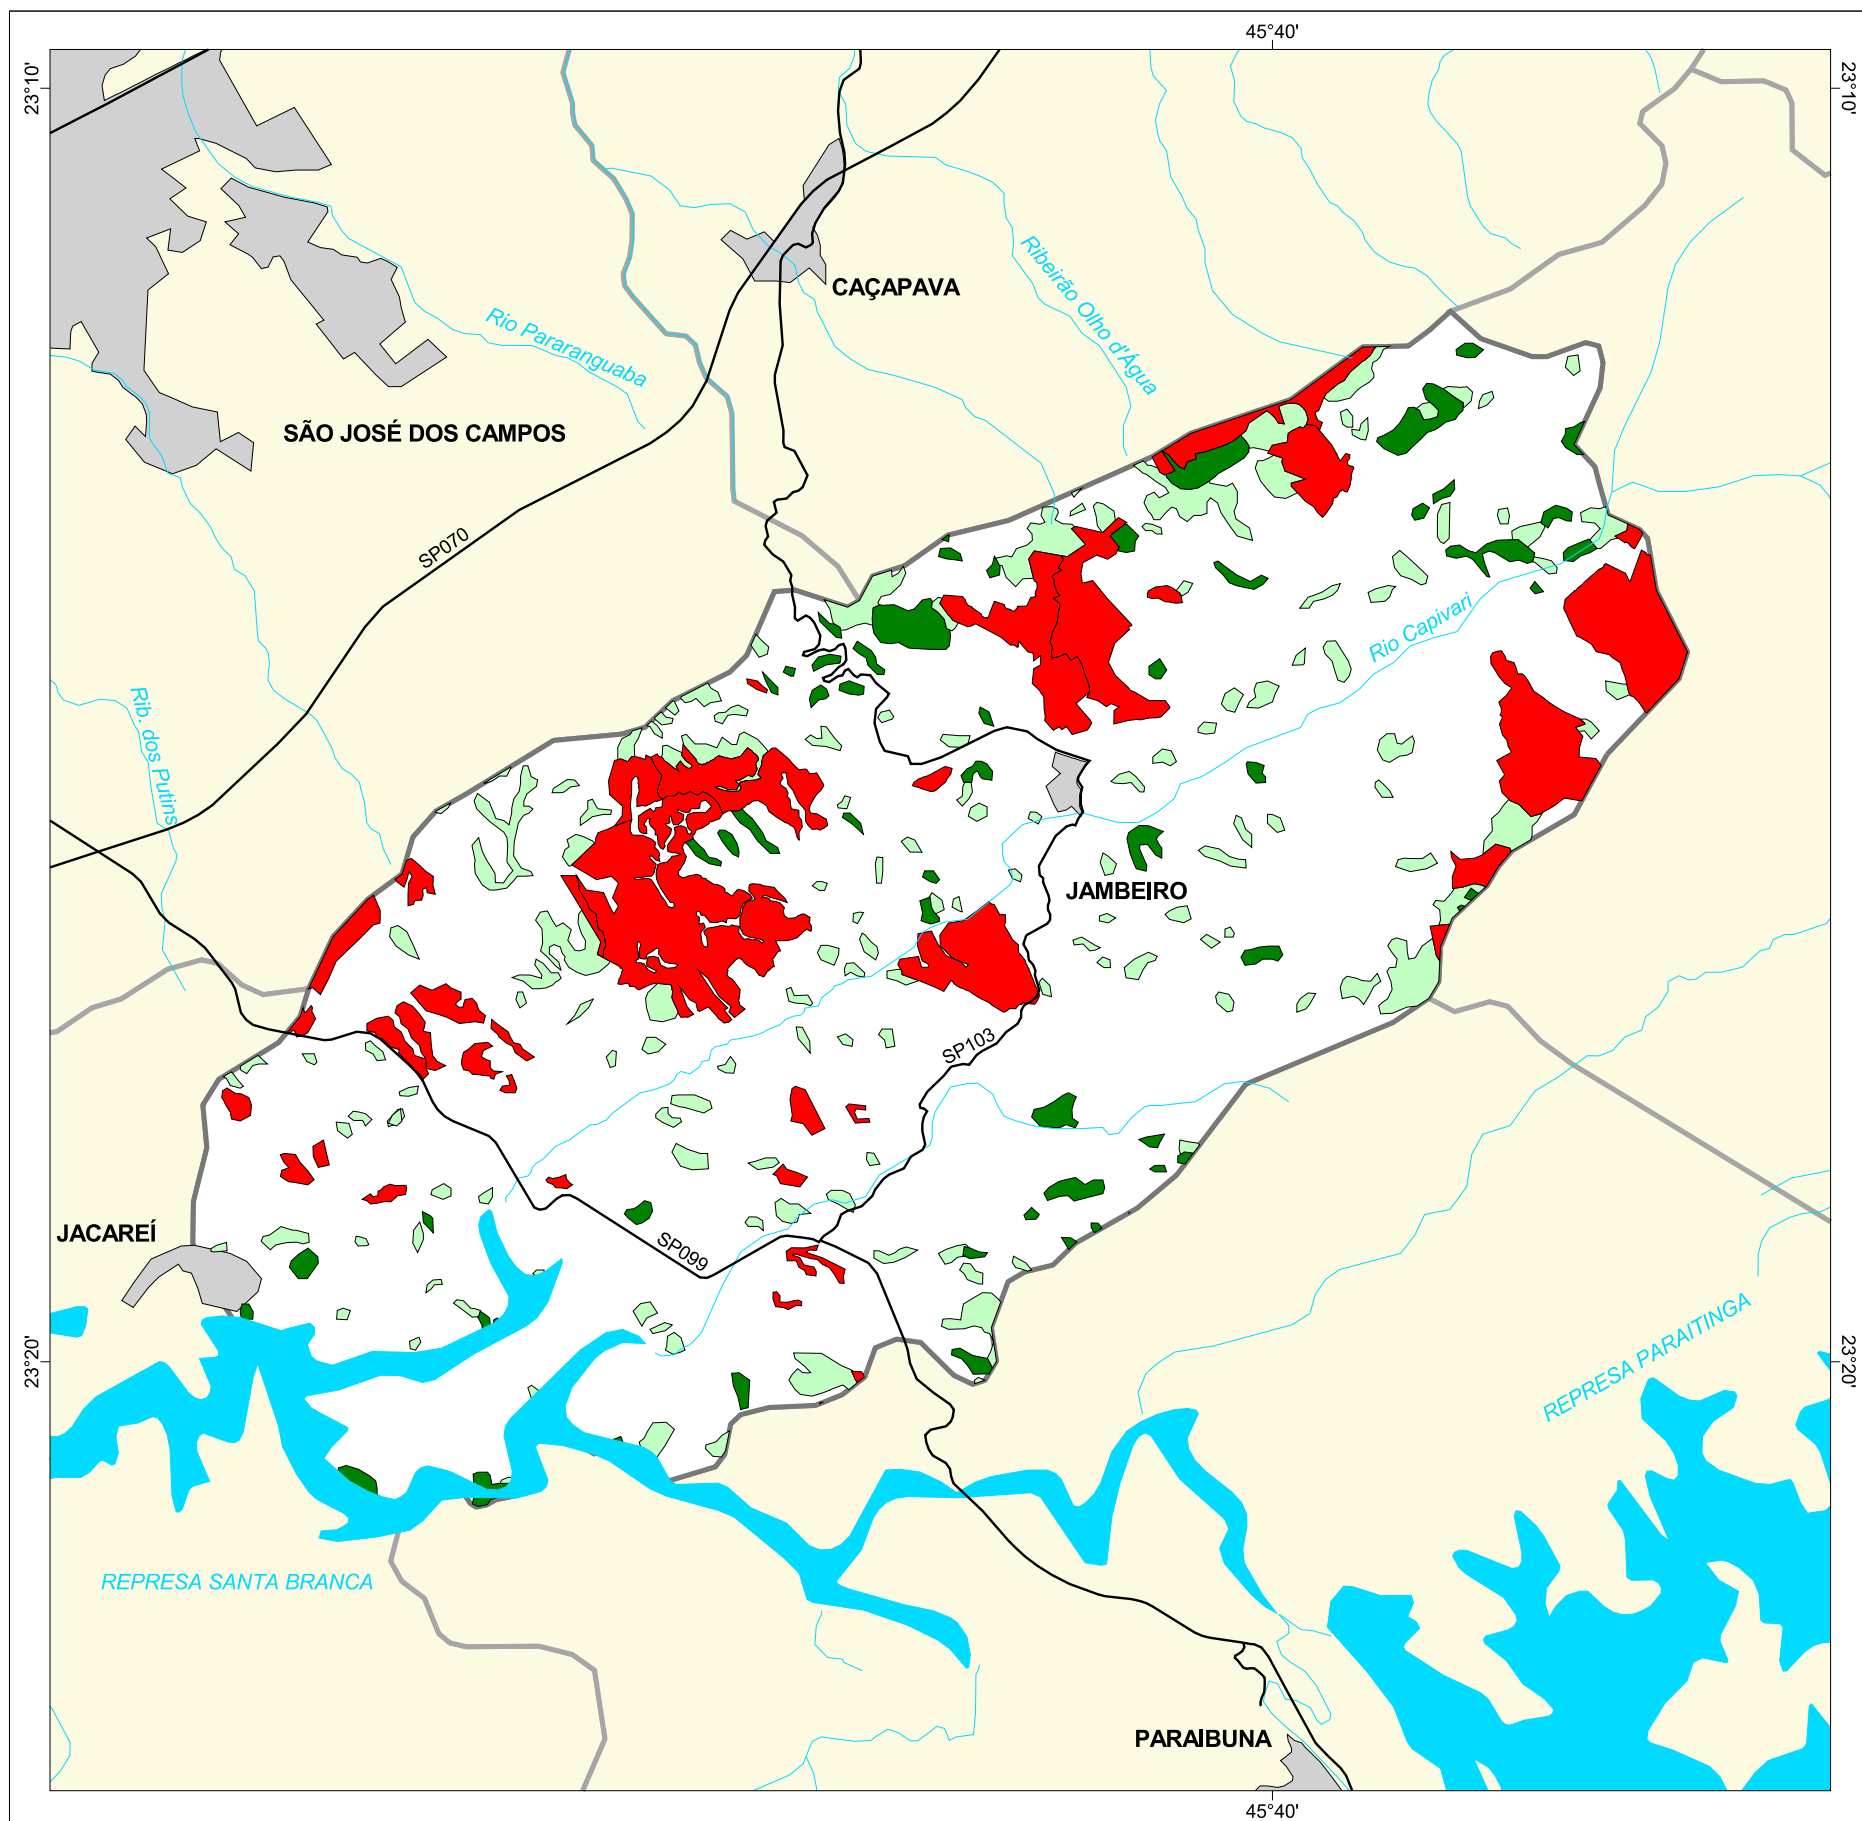 45°40'
23°10'
23°10'
CAÇAPAVA
Ribeirão Olho d'Água
Rio Pararanguaba
SÃO JOSÉ DOS CAMPOS
SP070
Rio Capivari
Rib. dos Putins
JAMBEIRO
SP103
JACAREÍ
SP099
23°20'
23°20'
REPRESA PARAITINGA
REPRESA SANTA BRANCA
PARAIBUNA
45°40'